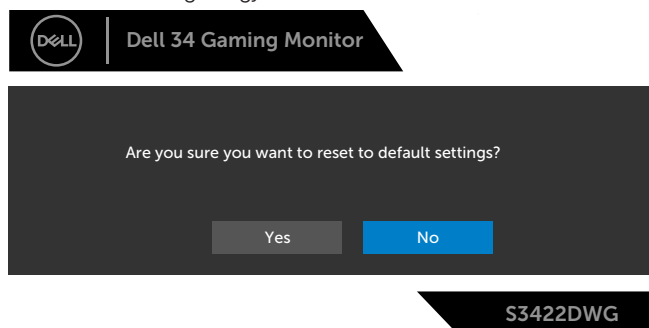 DELL
Dell 34 Gaming Monitor
Are you sure you want to reset to default settings?
Yes
No
S3422DWG